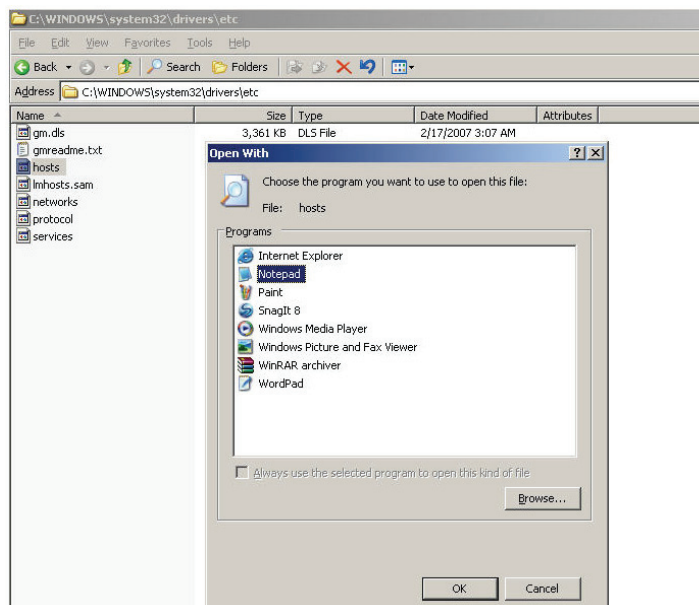 C:\WINDOWS\system32\drivers\etc
File Edit View Favorites Tools Help
Back Search Folders
Address C:\WINDOWS\system32\drivers\etc
Name Size Type Date Modified Attributes
gm.dls 3,361 KB DLS File 2/17/2007 3:07 AM
gmreadme.txt
hosts
lmhosts.sam
networks
protocol
services
Open With
Choose the program you want to use to open this file:
File: hosts
Programs
Internet Explorer
Notepad
Paint
SnagIt 8
Windows Media Player
Windows Picture and Fax Viewer
WinRAR archiver
WordPad
Always use the selected program to open this kind of file
Browse...
OK Cancel